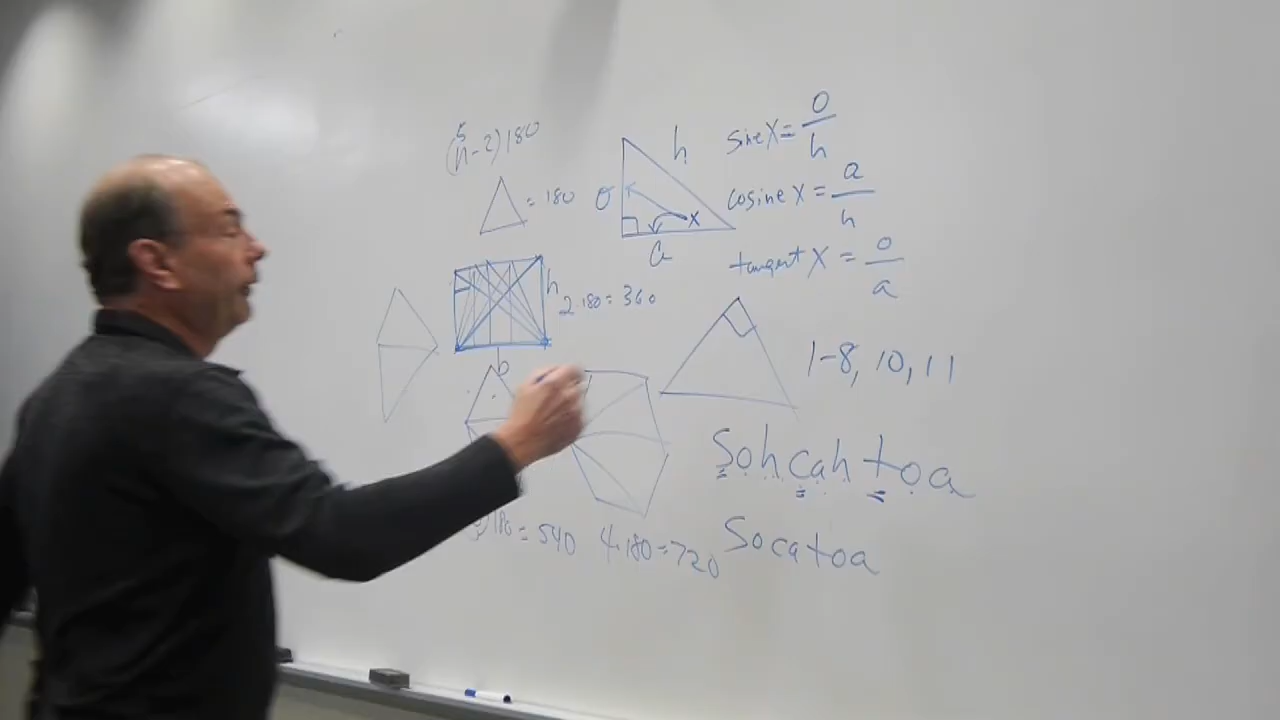 5
(n-2)180
= 180
h
2·180 = 360
b
180 = 540
4·180 = 720
h
o
x
a
sine x = o/h
cosine x = a/h
tangent x = o/a
1-8, 10, 11
Sohcahtoa
Socatoa